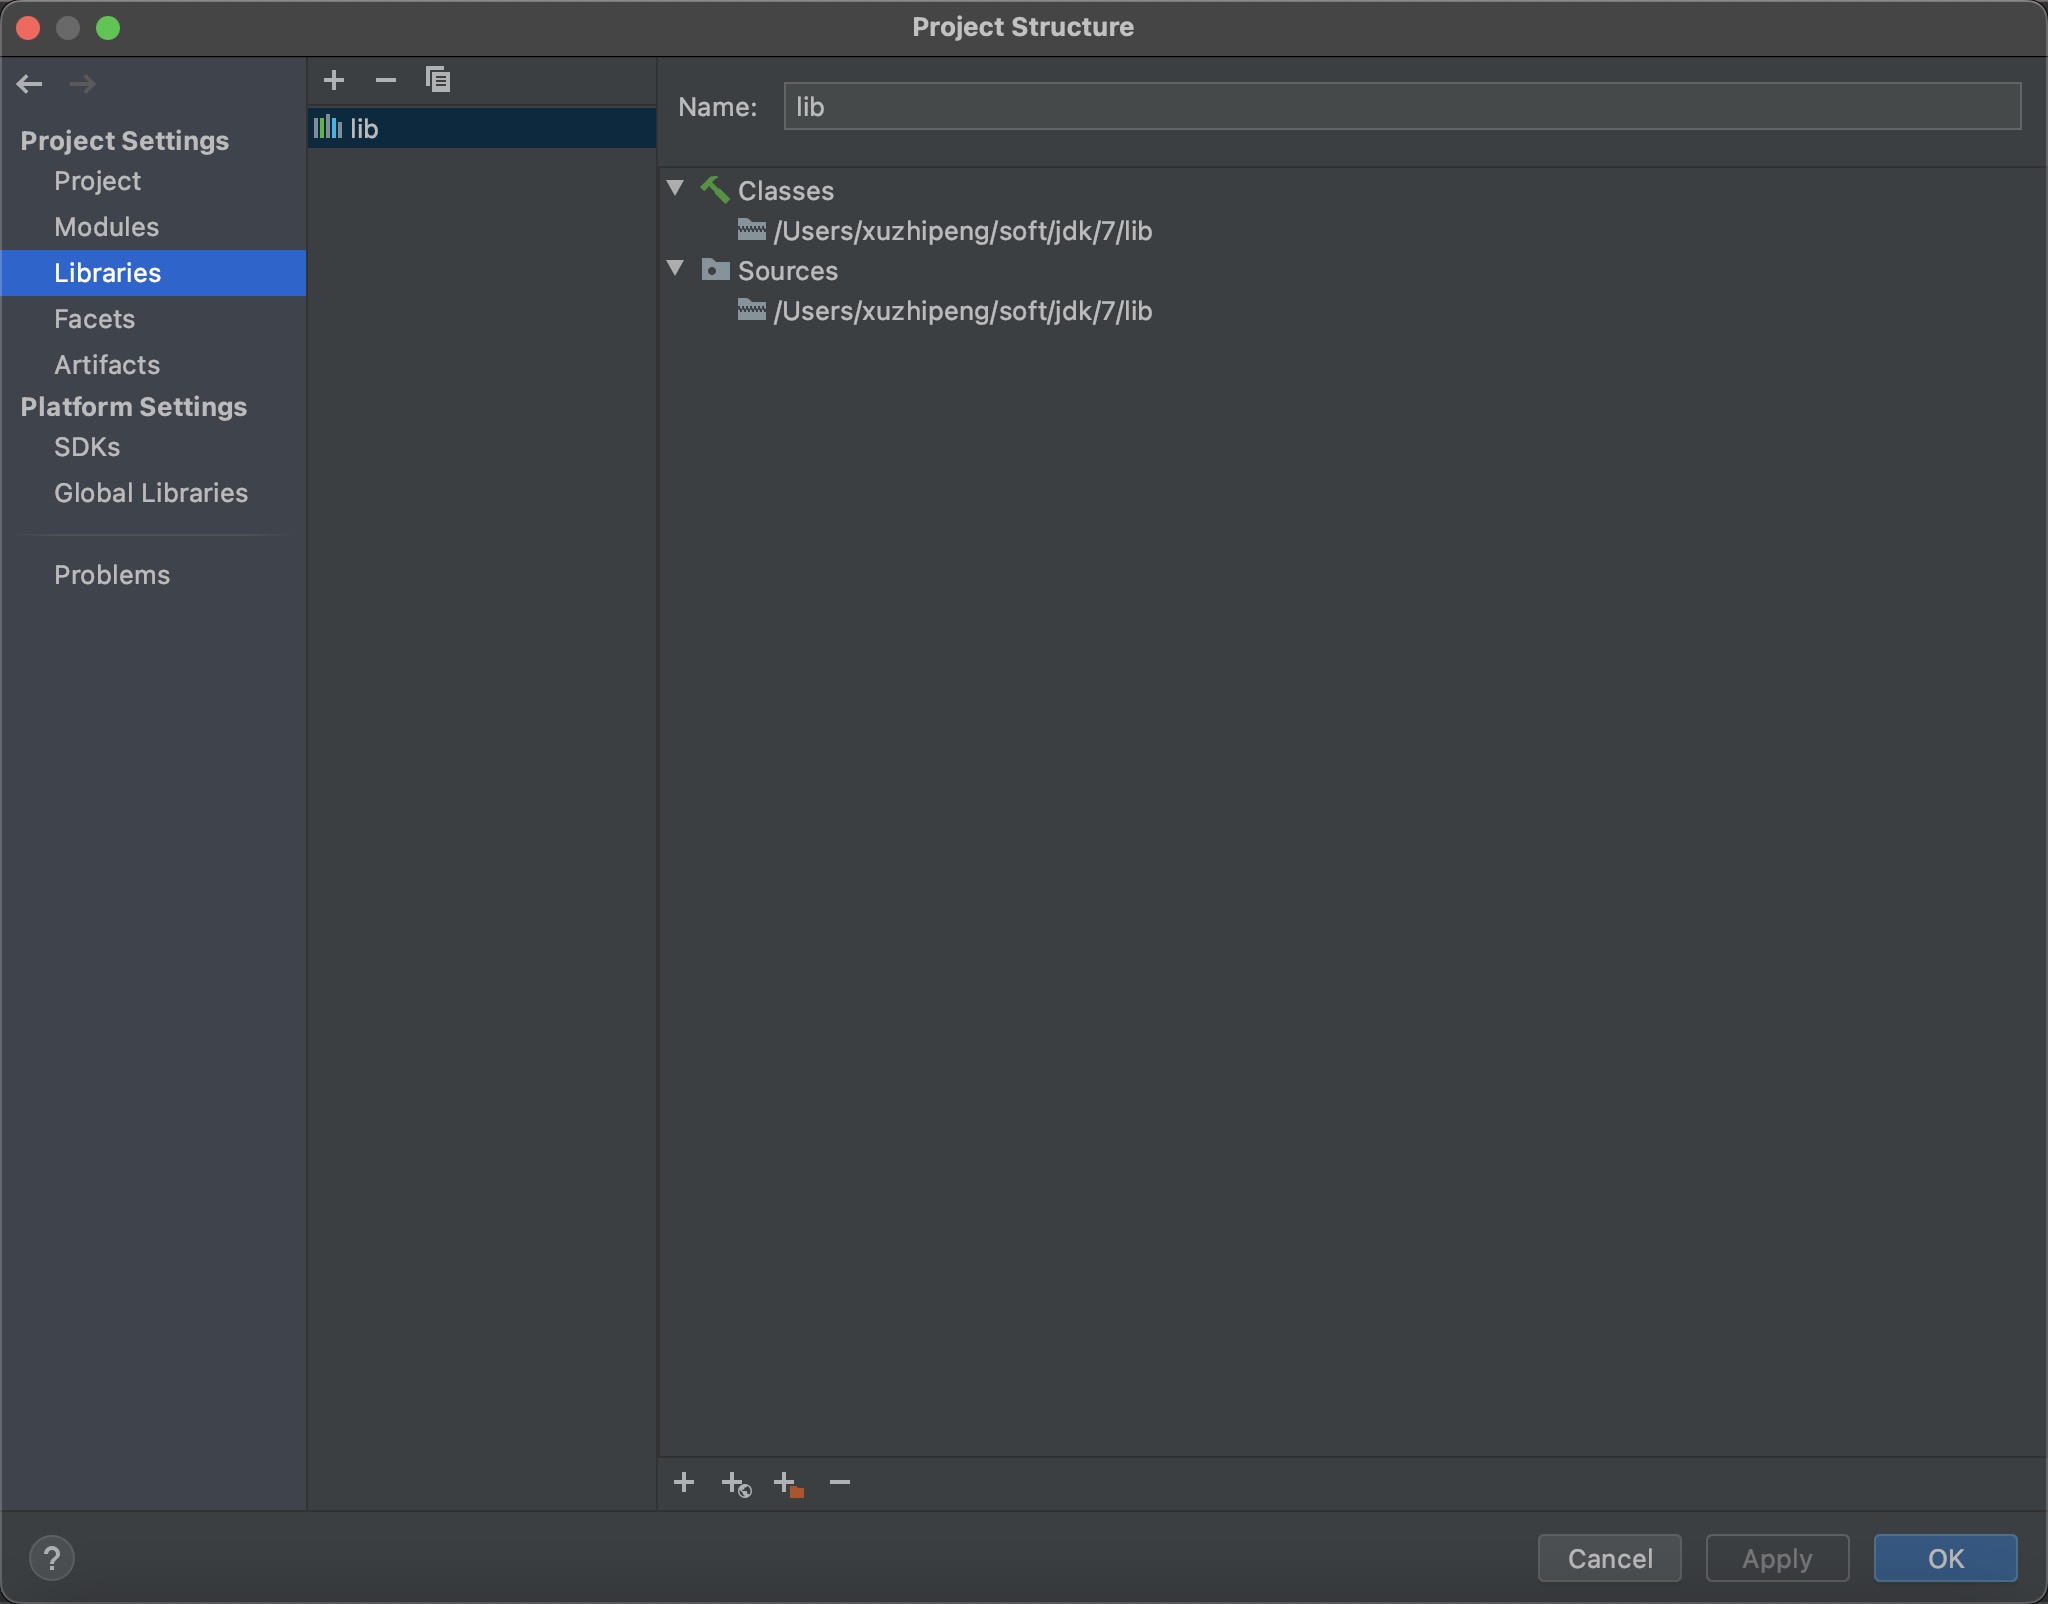 Project Structure
Project Settings
Project
Modules
Libraries
Facets
Artifacts
Platform Settings
SDKs
Global Libraries
Problems
lib
Name: lib
Classes
/Users/xuzhipeng/soft/jdk/7/lib
Sources
/Users/xuzhipeng/soft/jdk/7/lib
?
Cancel
Apply
OK